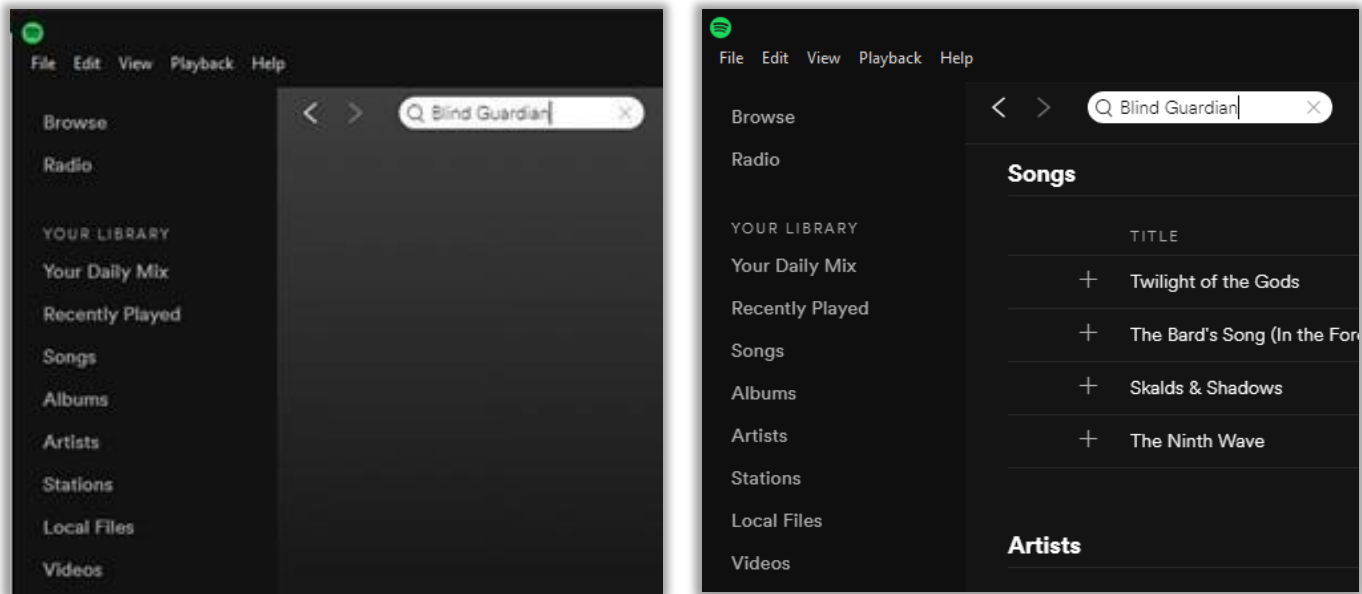 File Edit View Playback Help
Blind Guardian
Browse
Radio
YOUR LIBRARY
Your Daily Mix
Recently Played
Songs
Albums
Artists
Stations
Local Files
Videos
File Edit View Playback Help
Blind Guardian
Browse
Radio
YOUR LIBRARY
Your Daily Mix
Recently Played
Songs
Albums
Artists
Stations
Local Files
Videos
Songs
TITLE
Twilight of the Gods
The Bard's Song (In the For
Skalds & Shadows
The Ninth Wave
Artists